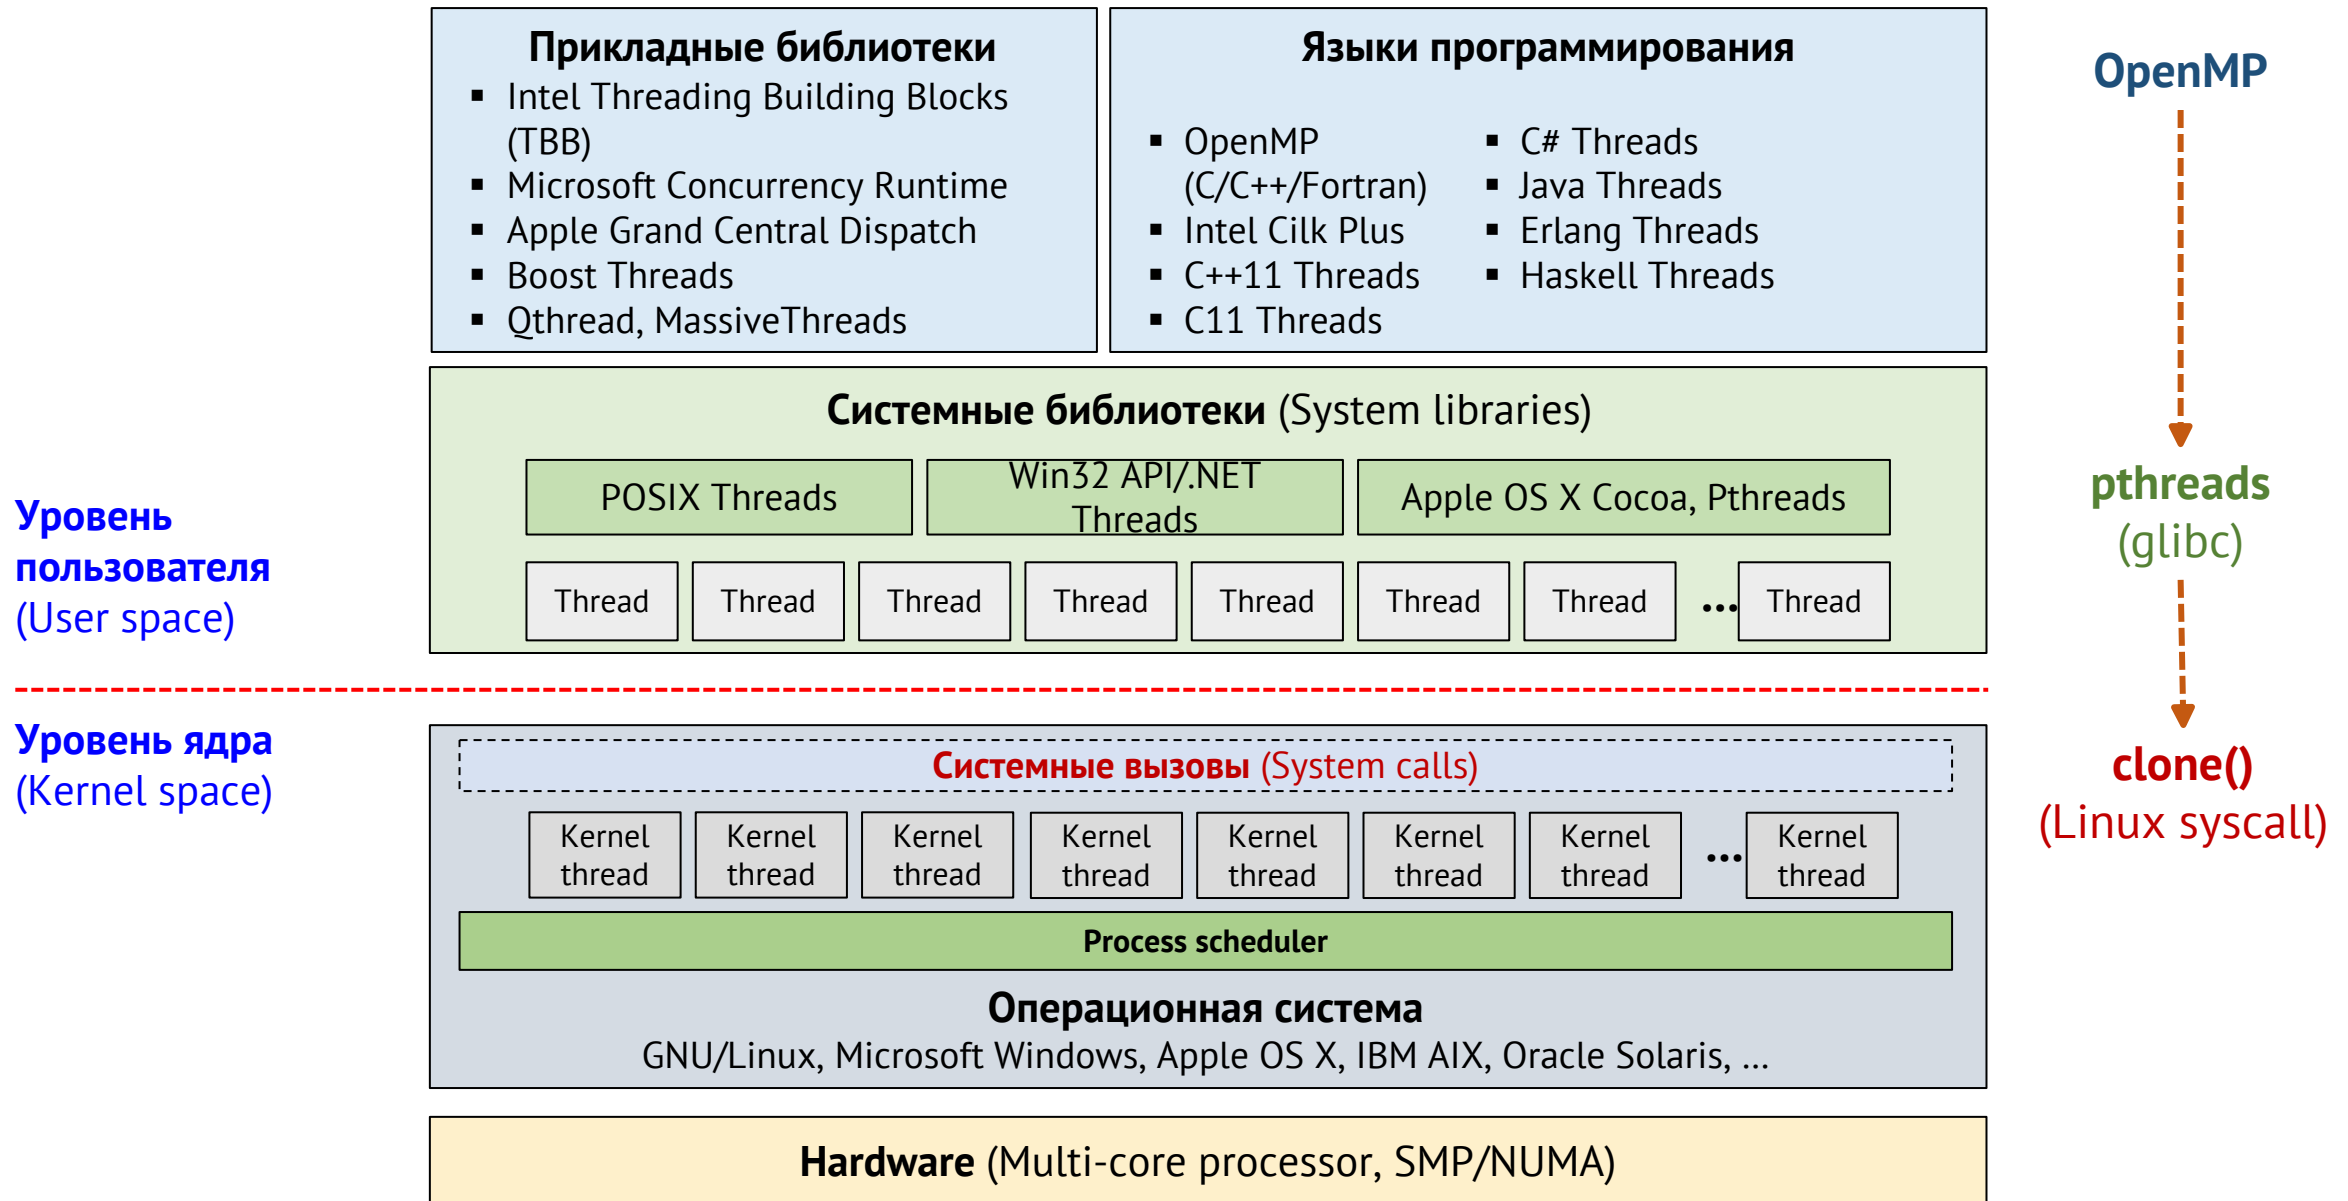 Прикладные библиотеки
▪ Intel Threading Building Blocks
(TBB)
▪ Microsoft Concurrency Runtime
▪ Apple Grand Central Dispatch
▪ Boost Threads
▪ Qthread, MassiveThreads
Языки программирования
▪ OpenMP
(C/C++/Fortran)
▪ Intel Cilk Plus
▪ C++11 Threads
▪ C11 Threads
▪ C# Threads
▪ Java Threads
▪ Erlang Threads
▪ Haskell Threads
OpenMP
Системные библиотеки (System libraries)
POSIX Threads
Win32 API/.NET
Threads
Apple OS X Cocoa, Pthreads
pthreads
(glibc)
Уровень
пользователя
(User space)
Thread
Thread
Thread
Thread
Thread
Thread
Thread
...
Thread
Уровень ядра
(Kernel space)
Системные вызовы (System calls)
clone()
(Linux syscall)
Kernel
thread
Kernel
thread
Kernel
thread
Kernel
thread
Kernel
thread
Kernel
thread
Kernel
thread
...
Kernel
thread
Process scheduler
Операционная система
GNU/Linux, Microsoft Windows, Apple OS X, IBM AIX, Oracle Solaris, ...
Hardware (Multi-core processor, SMP/NUMA)